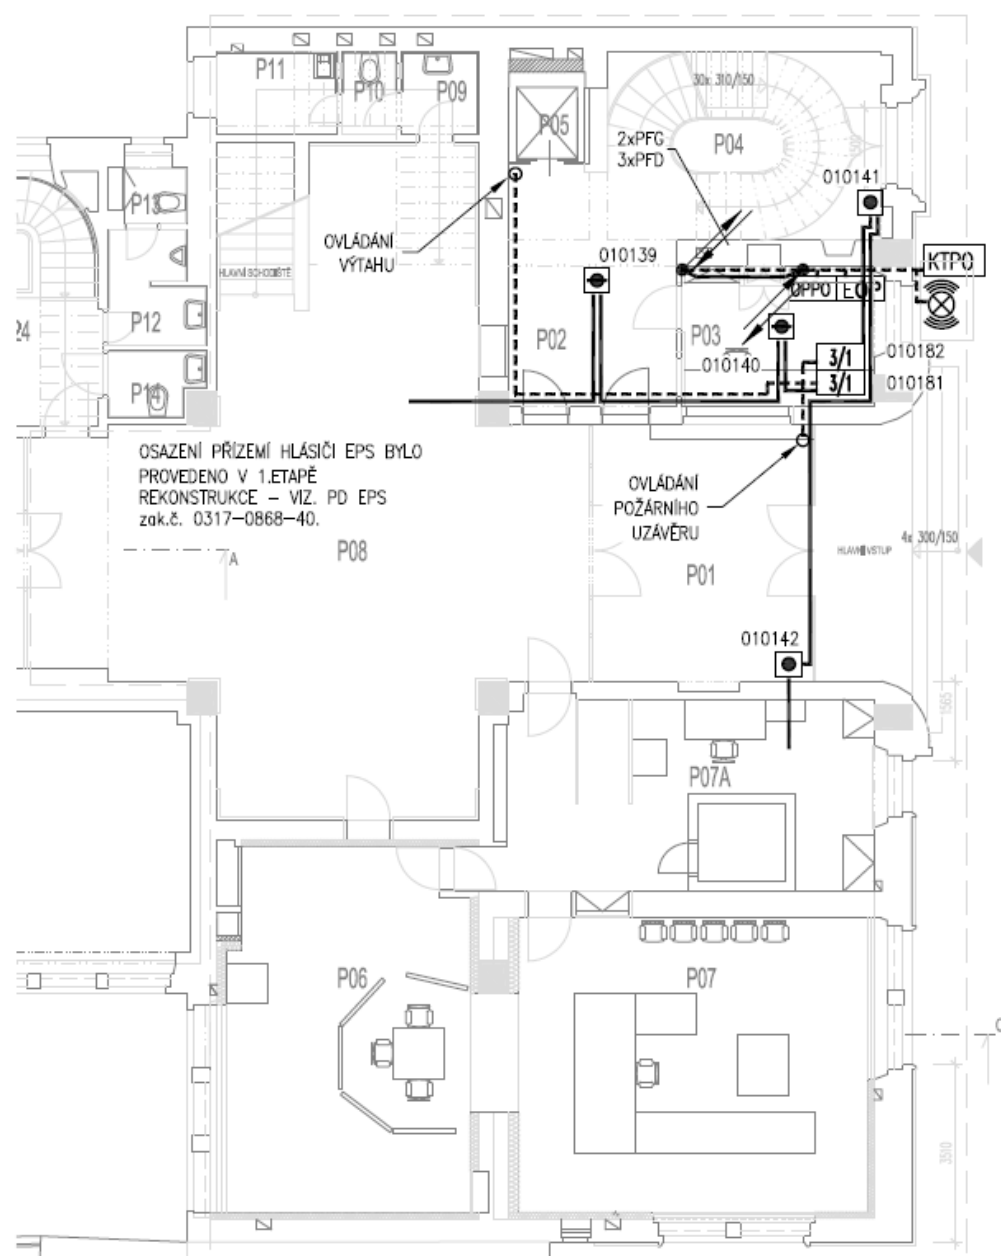 P11
P10
P09
P05
30x 310/150
2xPFG
3xPFD
P04
010141
P13
OVLÁDÁNÍ
VÝTAHU
010139
KTPO
HLAVNÍ SCHODIŠTĚ
OPPO
P24
P12
P02
P03
010140
3/1
010182
3/1
010181
P14
OSAZENÍ PŘÍZEMÍ HLÁSIČI EPS BYLO
PROVEDENO V 1.ETAPĚ
REKONSTRUKCE – VIZ. PD EPS
zak.č. 0317–0868–40.
OVLÁDÁNÍ
POŽÁRNÍHO
UZÁVĚRU
A
P08
P01
HLAVNÍ VSTUP
4x 300/150
010142
1565
P07A
P06
P07
3510